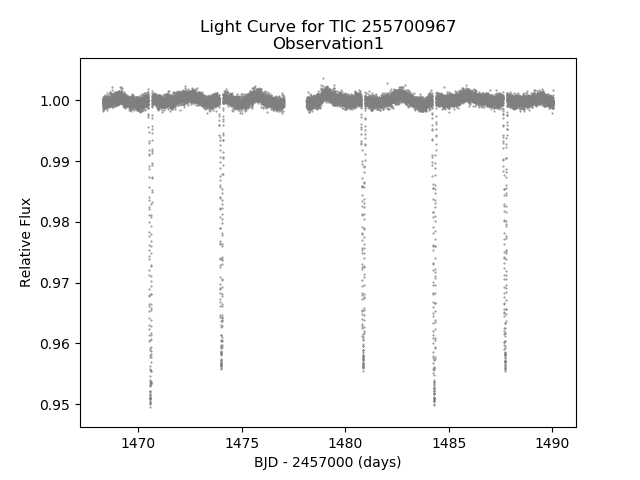 Light Curve for TIC 255700967
Observation1
Relative Flux
1.00
0.99
0.98
0.97
0.96
0.95
1470 1475 1480 1485 1490
BJD - 2457000 (days)